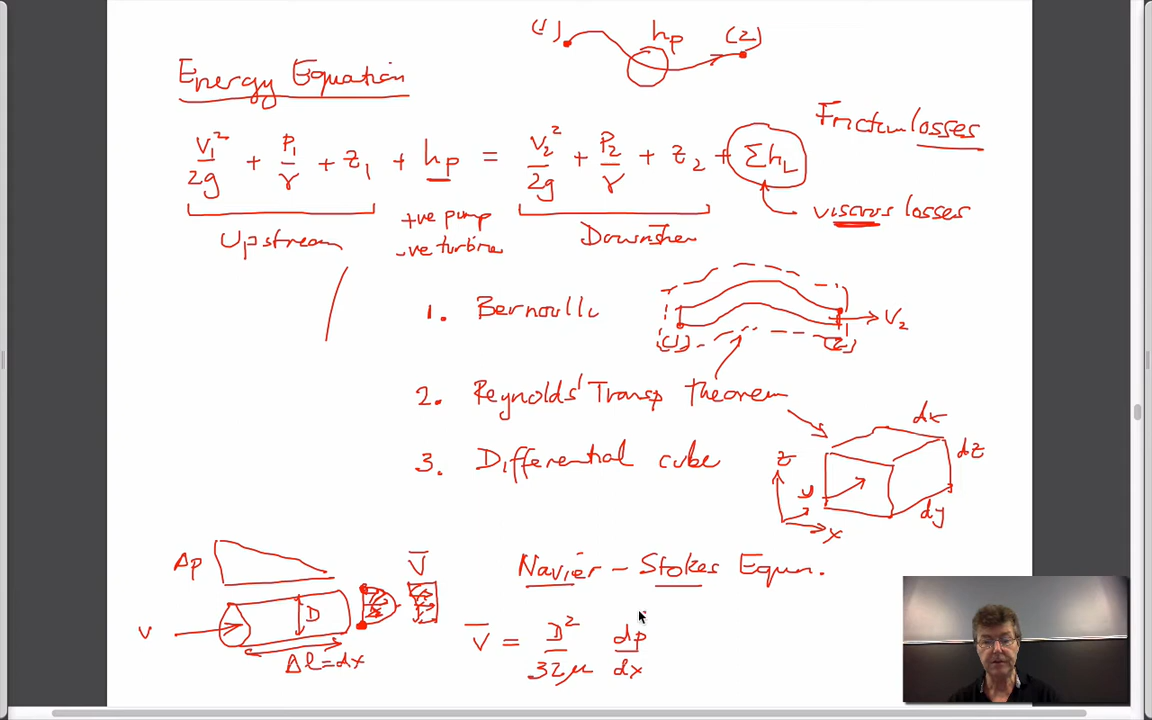 (1) hp (2)
Energy Equation
Friction losses
V₁²/2g + P₁/γ + z₁ + hp = V₂²/2g + P₂/γ + z₂ + ΣhL
+ve pump
-ve turbine
viscous losses
Upstream
Downstream
1. Bernoulli
V₂
(1) (2)
2. Reynolds' Transp theorem
dx
dz
dy
z
y
x
3. Differential cube
Δp
V̅
Navier - Stokes Equn.
V
D
Δl=dx
V̅ = D²/32μ dp/dx